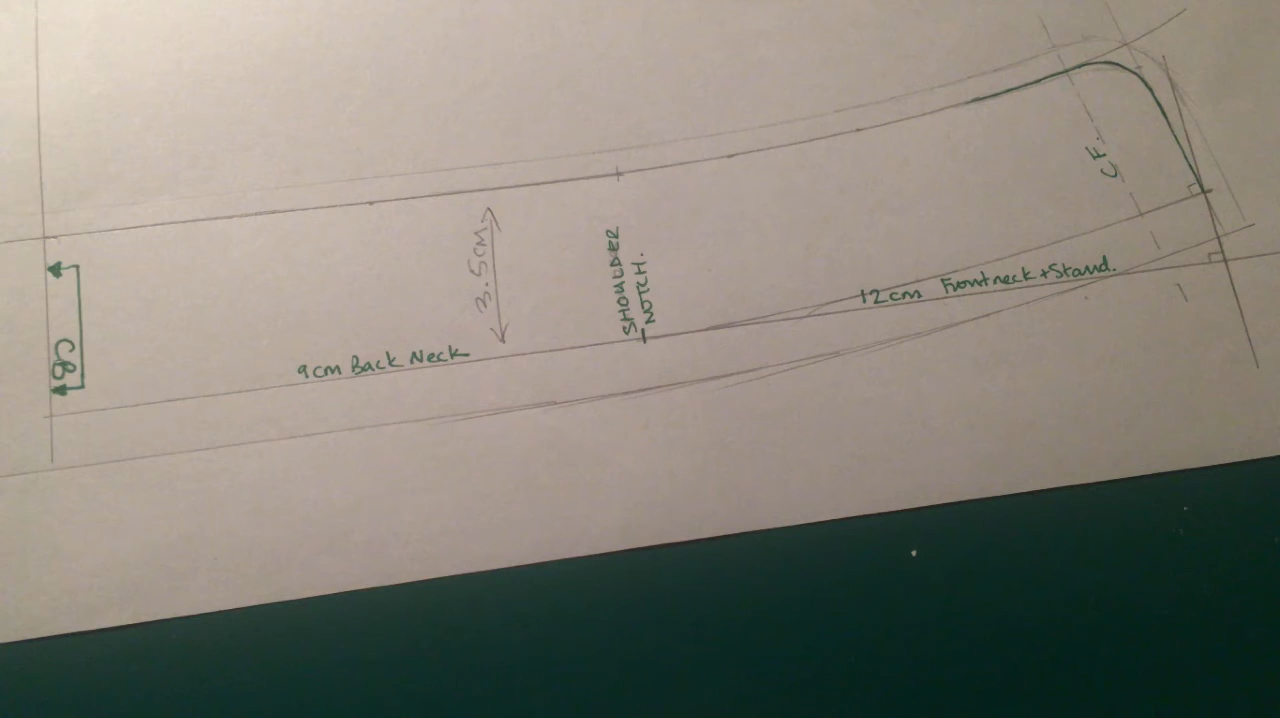 CB
9cm Back Neck
3.5CM
SHOULDER
NOTCH.
12cm Frontneck+Stand.
C.F.